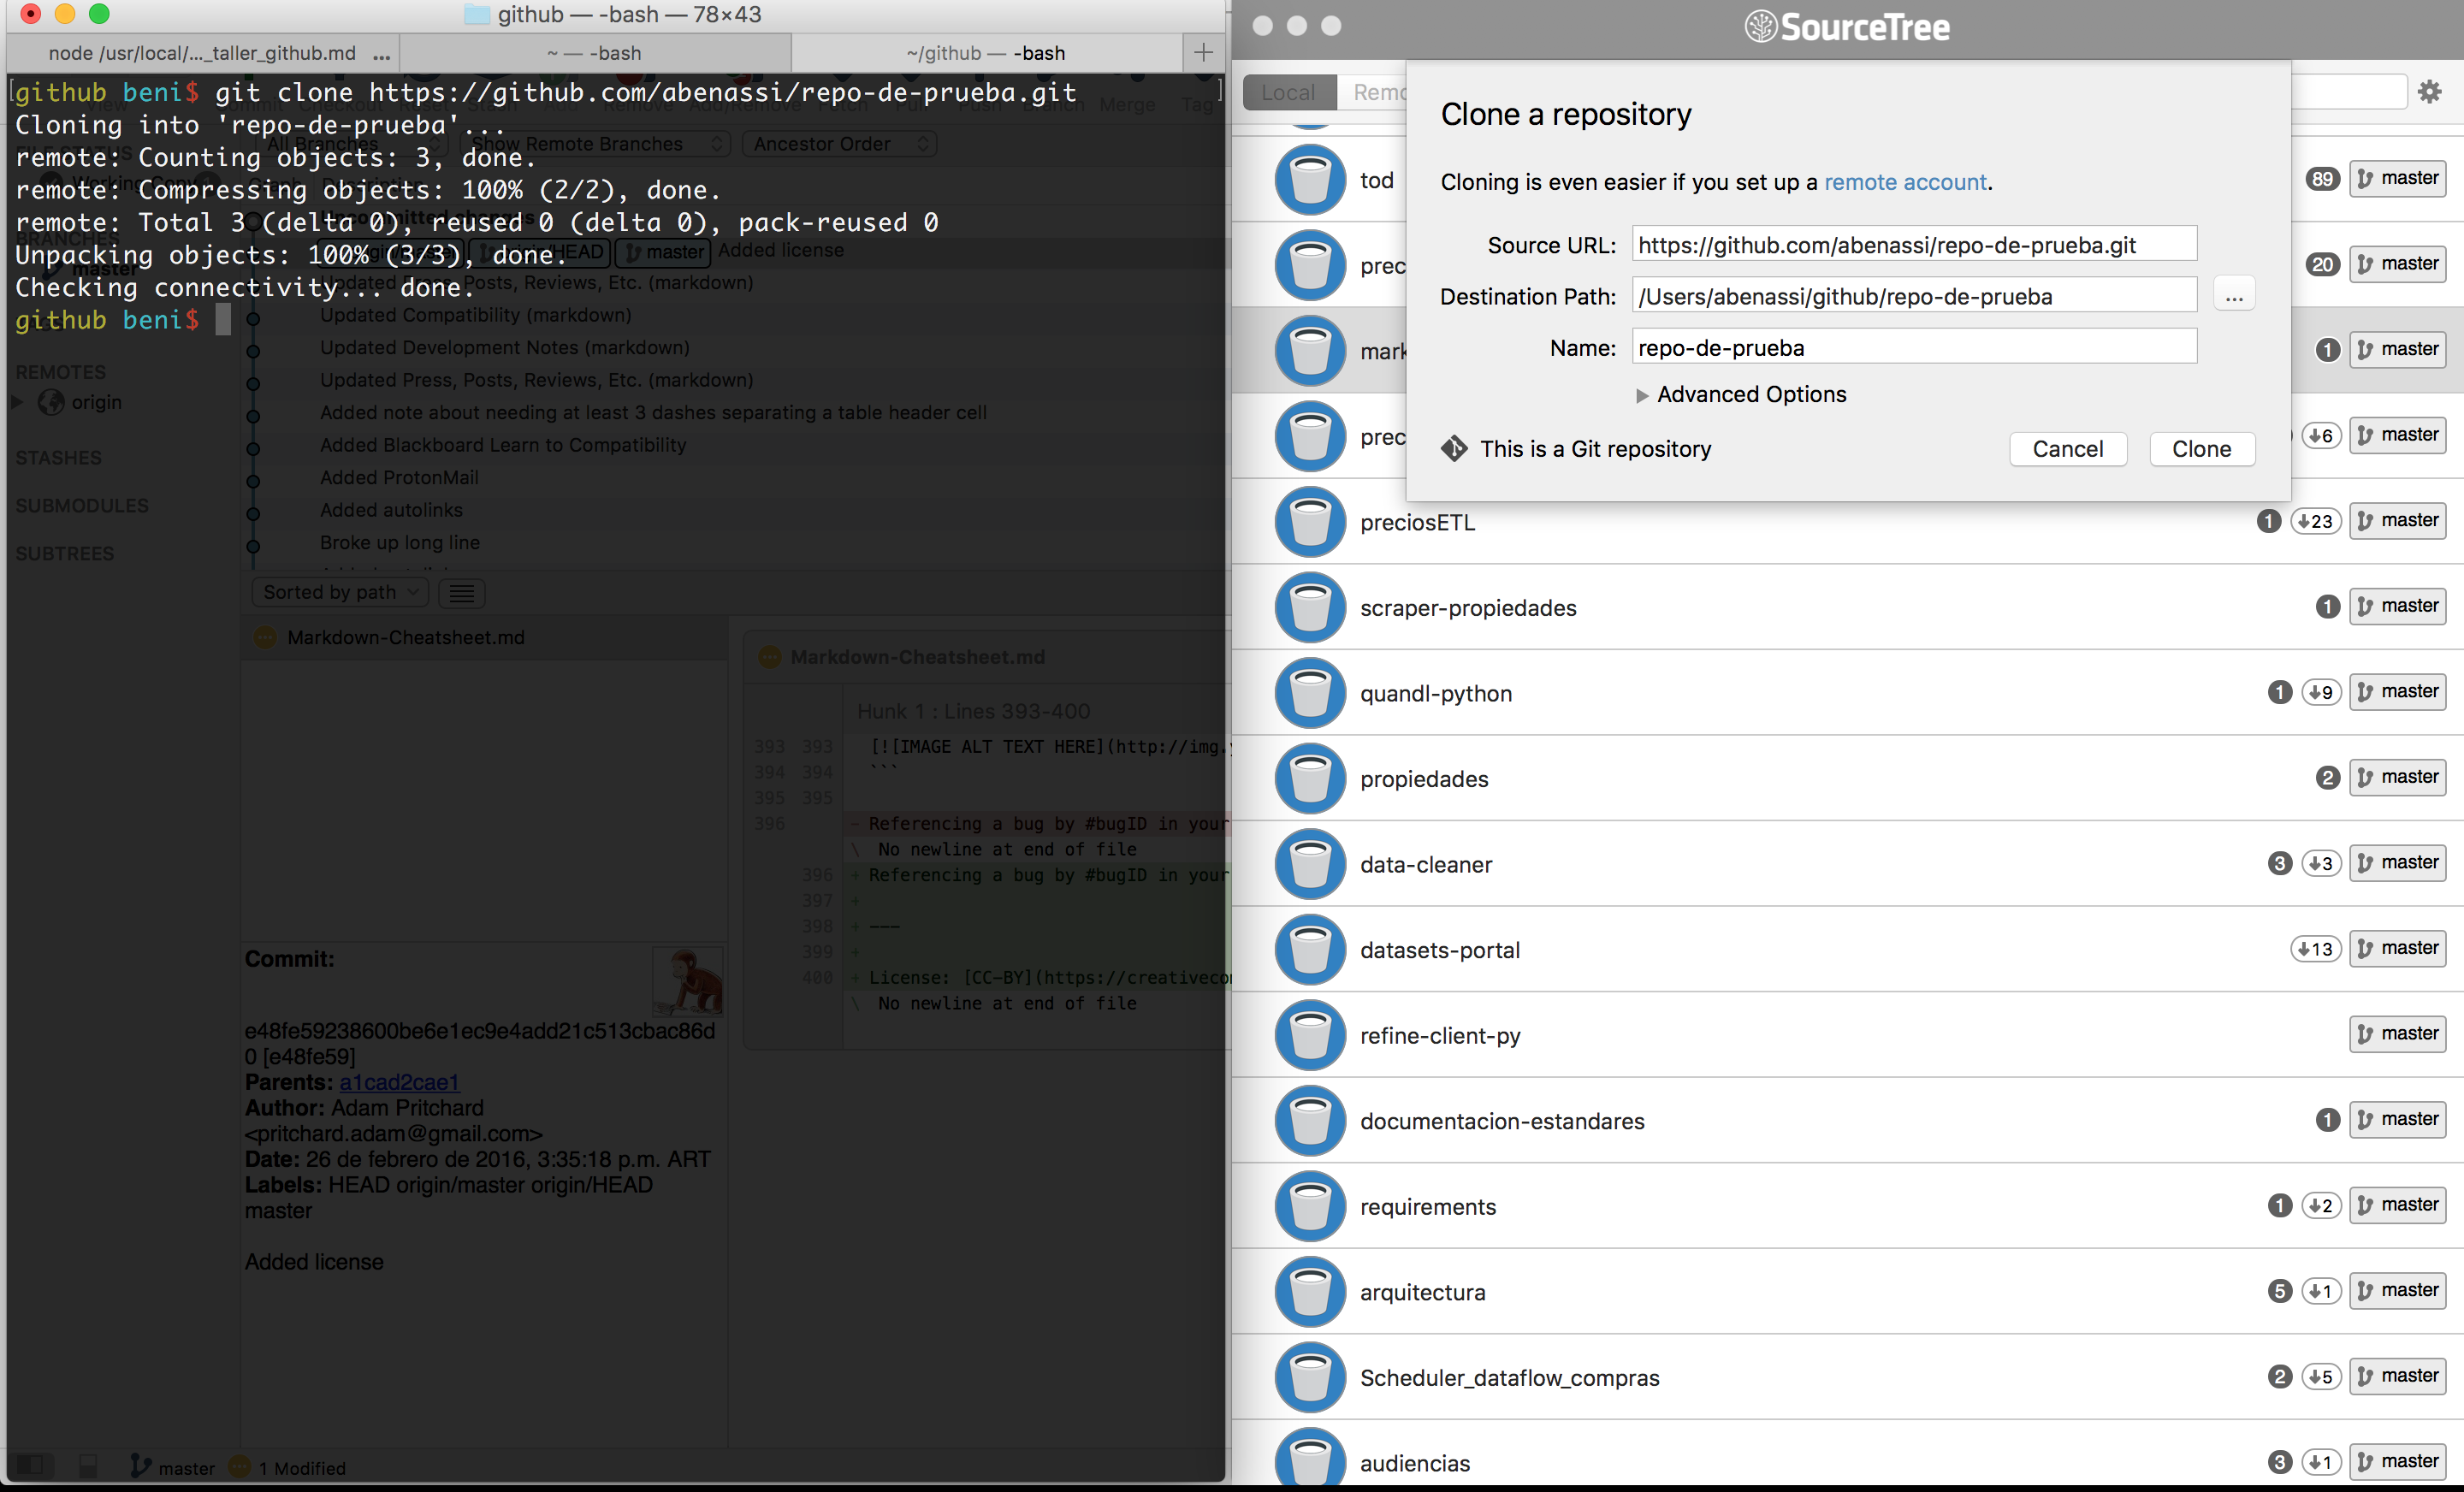 github — -bash — 78×43
node /usr/local/..._taller_github.md ...
~ — -bash
~/github — -bash
github beni$ git clone https://github.com/abenassi/repo-de-prueba.git
Cloning into 'repo-de-prueba'...
remote: Counting objects: 3, done.
remote: Compressing objects: 100% (2/2), done.
remote: Total 3 (delta 0), reused 0 (delta 0), pack-reused 0
Unpacking objects: 100% (3/3), done.
Checking connectivity... done.
github beni$
All Branches
Show Remote Branches
Ancestor Order
Merge
Tag
BRANCHES
master
REMOTES
origin
STASHES
SUBMODULES
SUBTREES
master Added license
Updated Press, Posts, Reviews, Etc. (markdown)
Updated Compatibility (markdown)
Updated Development Notes (markdown)
Updated Press, Posts, Reviews, Etc. (markdown)
Added note about needing at least 3 dashes separating a table header cell
Added Blackboard Learn to Compatibility
Added ProtonMail
Added autolinks
Broke up long line
Sorted by path
Markdown-Cheatsheet.md
Markdown-Cheatsheet.md
Hunk 1 : Lines 393-400
393 393 [![IMAGE ALT TEXT HERE](http://img.
394 394 ```
395 395
396 - Referencing a bug by #bugID in your
\ No newline at end of file
396 + Referencing a bug by #bugID in your
397 +
398 + ---
399 +
400 + License: [CC-BY](https://creativeco
\ No newline at end of file
Commit:
e48fe59238600be6e1ec9e4add21c513cbac86d
0 [e48fe59]
Parents: a1cad2cae1
Author: Adam Pritchard
<pritchard.adam@gmail.com>
Date: 26 de febrero de 2016, 3:35:18 p.m. ART
Labels: HEAD origin/master origin/HEAD
master
Added license
master 1 Modified
SourceTree
Local
Remo
Clone a repository
Cloning is even easier if you set up a remote account.
Source URL: https://github.com/abenassi/repo-de-prueba.git
Destination Path: /Users/abenassi/github/repo-de-prueba ...
Name: repo-de-prueba
Advanced Options
This is a Git repository
Cancel
Clone
tod 89 master
prec 20 master
mark 1 master
prec 6 master
preciosETL 1 23 master
scraper-propiedades 1 master
quandl-python 1 9 master
propiedades 2 master
data-cleaner 3 3 master
datasets-portal 13 master
refine-client-py master
documentacion-estandares 1 master
requirements 1 2 master
arquitectura 5 1 master
Scheduler_dataflow_compras 2 5 master
audiencias 3 1 master